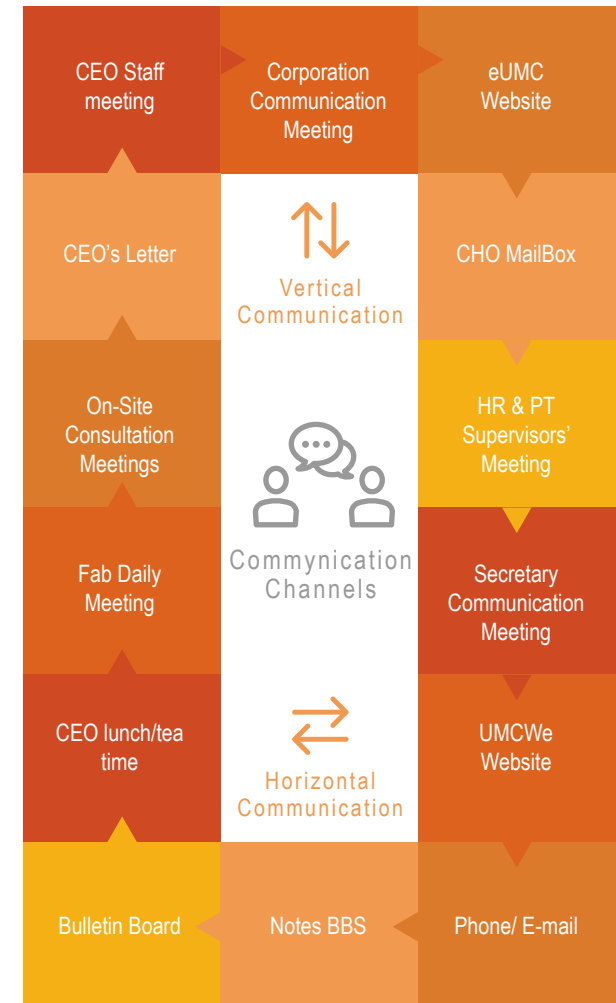 CEO Staff
meeting
Corporation
Communication
Meeting
eUMC
Website
CEO's Letter
Vertical
Communication
CHO MailBox
On-Site
Consultation
Meetings
HR & PT
Supervisors'
Meeting
Commynication
Channels
Fab Daily
Meeting
Secretary
Communication
Meeting
CEO lunch/tea
time
Horizontal
Communication
UMCWe
Website
Bulletin Board
Notes BBS
Phone/ E-mail